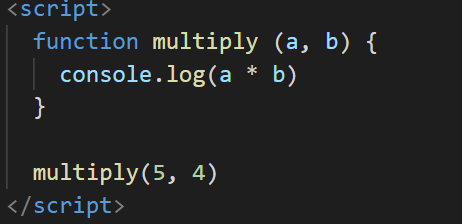 <script>
function multiply (a, b) {
console.log(a * b)
}
multiply(5, 4)
</script>